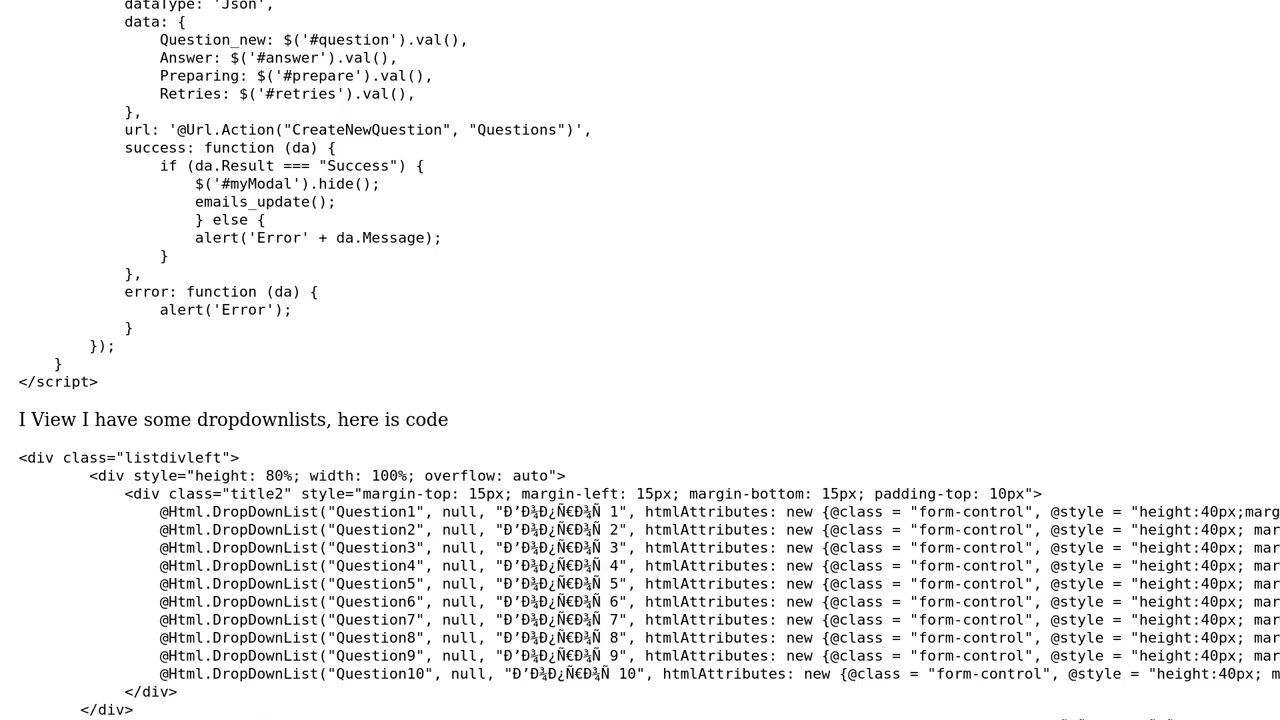 dataType: 'Json',
data: {
Question_new: $('#question').val(),
Answer: $('#answer').val(),
Preparing: $('#prepare').val(),
Retries: $('#retries').val(),
},
url: '@Url.Action("CreateNewQuestion", "Questions")',
success: function (da) {
if (da.Result === "Success") {
$('#myModal').hide();
emails_update();
} else {
alert('Error' + da.Message);
}
},
error: function (da) {
alert('Error');
}
});
}
</script>
I View I have some dropdownlists, here is code
<div class="listdivleft">
<div style="height: 80%; width: 100%; overflow: auto">
<div class="title2" style="margin-top: 15px; margin-left: 15px; margin-bottom: 15px; padding-top: 10px">
@Html.DropDownList("Question1", null, "Ð’Ð¾Ð¿Ñ€Ð¾Ñ 1", htmlAttributes: new {@class = "form-control", @style = "height:40px;marg
@Html.DropDownList("Question2", null, "Ð’Ð¾Ð¿Ñ€Ð¾Ñ 2", htmlAttributes: new {@class = "form-control", @style = "height:40px; mar
@Html.DropDownList("Question3", null, "Ð’Ð¾Ð¿Ñ€Ð¾Ñ 3", htmlAttributes: new {@class = "form-control", @style = "height:40px; mar
@Html.DropDownList("Question4", null, "Ð’Ð¾Ð¿Ñ€Ð¾Ñ 4", htmlAttributes: new {@class = "form-control", @style = "height:40px; mar
@Html.DropDownList("Question5", null, "Ð’Ð¾Ð¿Ñ€Ð¾Ñ 5", htmlAttributes: new {@class = "form-control", @style = "height:40px; mar
@Html.DropDownList("Question6", null, "Ð’Ð¾Ð¿Ñ€Ð¾Ñ 6", htmlAttributes: new {@class = "form-control", @style = "height:40px; mar
@Html.DropDownList("Question7", null, "Ð’Ð¾Ð¿Ñ€Ð¾Ñ 7", htmlAttributes: new {@class = "form-control", @style = "height:40px; mar
@Html.DropDownList("Question8", null, "Ð’Ð¾Ð¿Ñ€Ð¾Ñ 8", htmlAttributes: new {@class = "form-control", @style = "height:40px; mar
@Html.DropDownList("Question9", null, "Ð’Ð¾Ð¿Ñ€Ð¾Ñ 9", htmlAttributes: new {@class = "form-control", @style = "height:40px; mar
@Html.DropDownList("Question10", null, "Ð’Ð¾Ð¿Ñ€Ð¾Ñ 10", htmlAttributes: new {@class = "form-control", @style = "height:40px; m
</div>
</div>